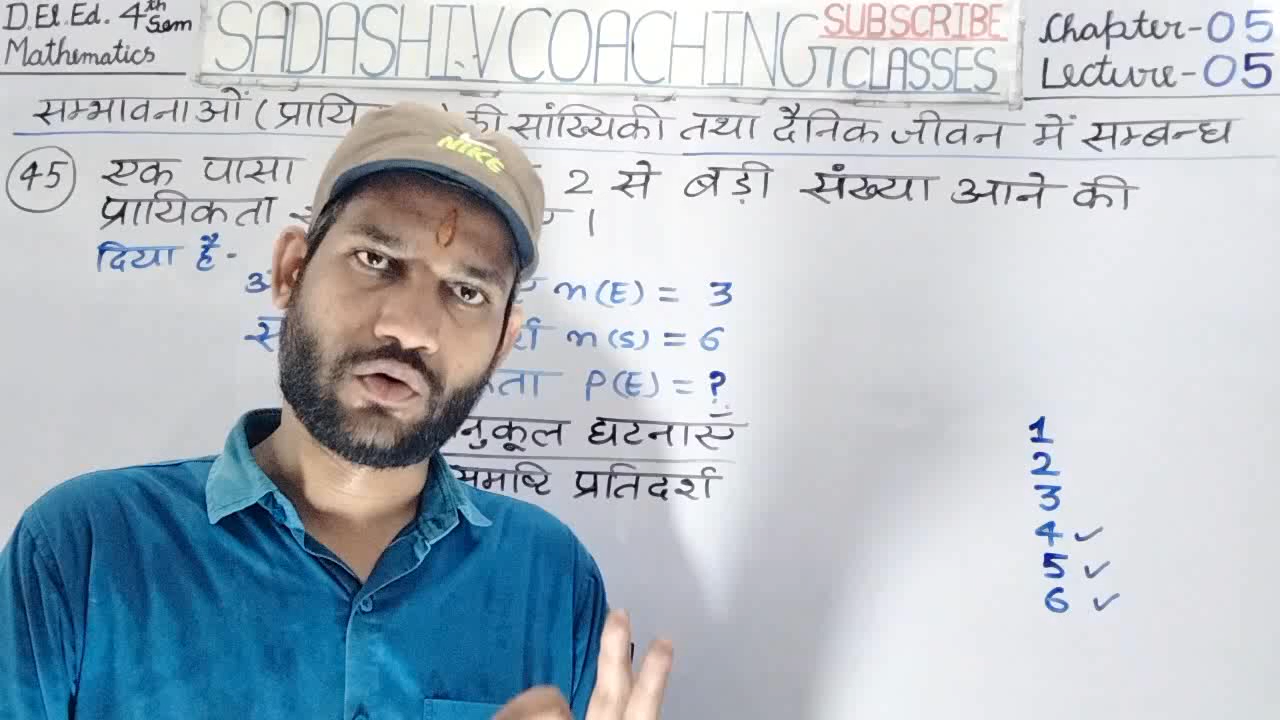 D.El.Ed. 4th Sem
Mathematics
SADASHIV COACHING CLASSES
SUBSCRIBE
Chapter-05
Lecture-05
सम्भावनाओं (प्रायि की सांख्यिकी तथा दैनिक जीवन में सम्बन्ध
NIKE
45 एक पासा 2 से बड़ी संख्या आने की
प्रायिकता
दिया है-
n(E) = 3
n(s) = 6
P(E) = ?
नुकूल घटनाएँ
समष्टि प्रतिदर्श
1
2
3
4 ✓
5 ✓
6 ✓